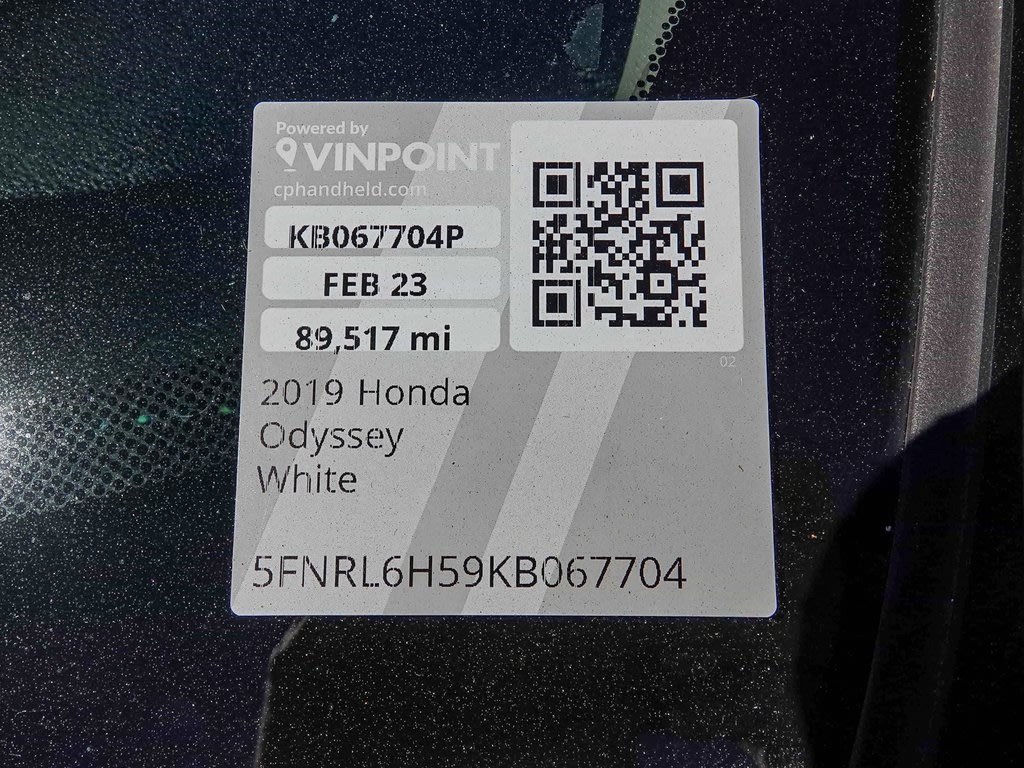 Powered by
VINPOINT
cphandheld.com
KB067704P
FEB 23
89,517 mi
02
2019 Honda
Odyssey
White
5FNRL6H59KB067704